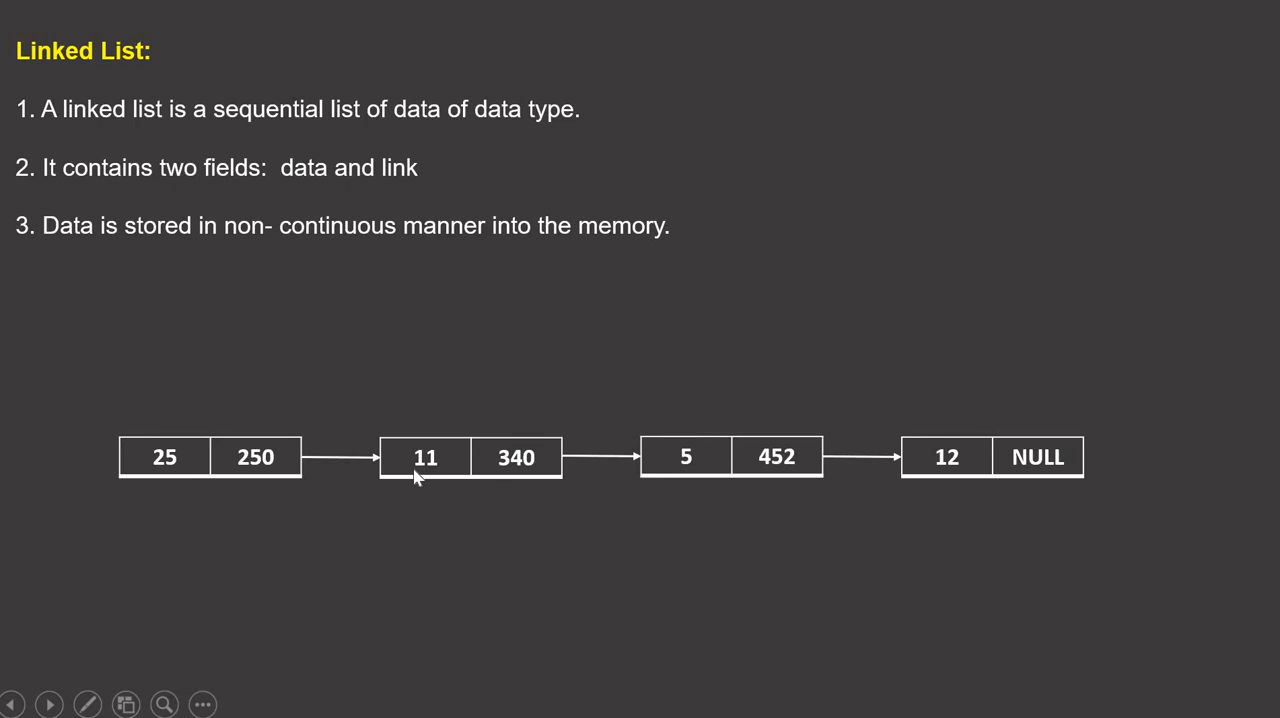 Linked List:
1. A linked list is a sequential list of data of data type.
2. It contains two fields:  data and link
3. Data is stored in non- continuous manner into the memory.
25 250 11 340 5 452 12 NULL